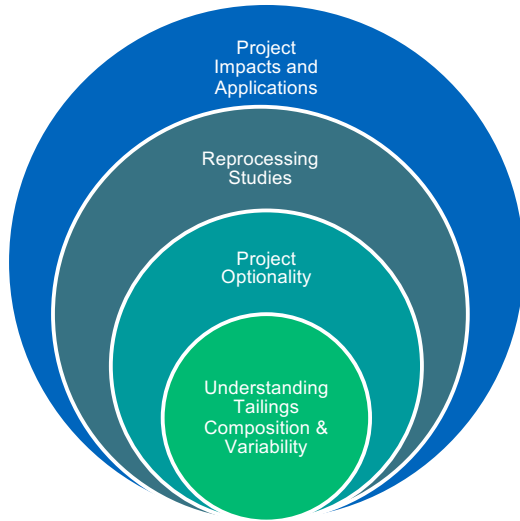 Project
Impacts and
Applications
Reprocessing
Studies
Project
Optionality
Understanding
Tailings
Composition &
Variability